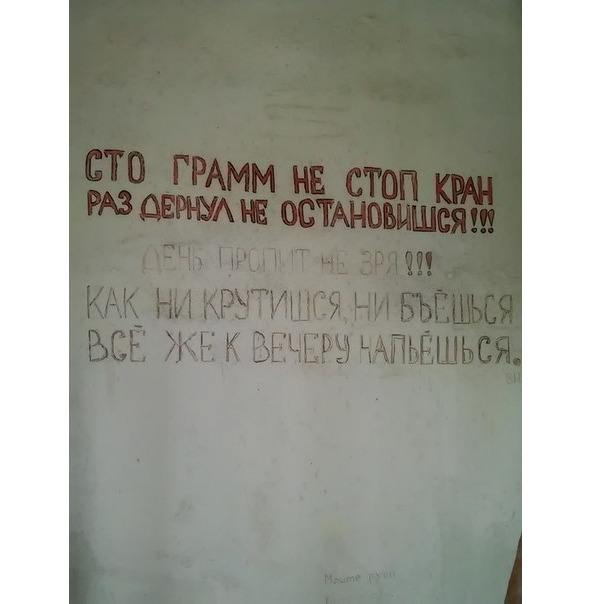 СТО ГРАММ НЕ СТОП КРАН
РАЗ ДЕРНУЛ НЕ ОСТАНОВИШСЯ!!!
ДЕНЬ ПРОПИТ НЕ ЗРЯ!!!
КАК НИ КРУТИШСЯ, НИ БЪЁШЬСЯ
ВСЁ ЖЕ К ВЕЧЕРУ НАПЬЁШЬСЯ.
Мойте